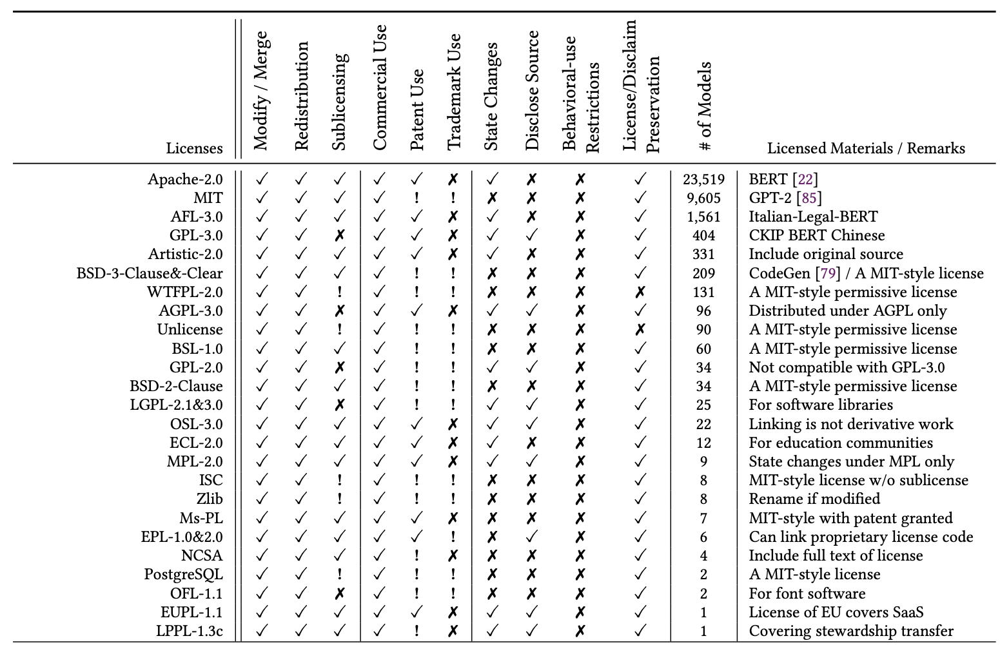 Licenses Modify / Merge Redistribution Sublicensing Commercial Use Patent Use Trademark Use State Changes Disclose Source Behavioral-use Restrictions License/Disclaim Preservation # of Models Licensed Materials / Remarks
Apache-2.0 ✓ ✓ ✓ ✓ ✓ ✗ ✓ ✗ ✗ ✓ 23,519 BERT [22]
MIT ✓ ✓ ✓ ✓ ! ! ✗ ✗ ✗ ✓ 9,605 GPT-2 [85]
AFL-3.0 ✓ ✓ ✓ ✓ ✓ ✗ ✓ ✗ ✗ ✓ 1,561 Italian-Legal-BERT
GPL-3.0 ✓ ✓ ✗ ✓ ✓ ✗ ✓ ✓ ✗ ✓ 404 CKIP BERT Chinese
Artistic-2.0 ✓ ✓ ✓ ✓ ✓ ✗ ✓ ✗ ✗ ✓ 331 Include original source
BSD-3-Clause&-Clear ✓ ✓ ✓ ✓ ! ! ✗ ✗ ✗ ✓ 209 CodeGen [79] / A MIT-style license
WTFPL-2.0 ✓ ✓ ! ✓ ! ! ✗ ✗ ✗ ✗ 131 A MIT-style permissive license
AGPL-3.0 ✓ ✓ ✗ ✓ ✓ ✗ ✓ ✓ ✗ ✓ 96 Distributed under AGPL only
Unlicense ✓ ✓ ! ✓ ! ! ✗ ✗ ✗ ✗ 90 A MIT-style permissive license
BSL-1.0 ✓ ✓ ✓ ✓ ! ! ✗ ✗ ✗ ✓ 60 A MIT-style permissive license
GPL-2.0 ✓ ✓ ✗ ✓ ! ! ✓ ✓ ✗ ✓ 34 Not compatible with GPL-3.0
BSD-2-Clause ✓ ✓ ✓ ✓ ! ! ✗ ✗ ✗ ✓ 34 A MIT-style permissive license
LGPL-2.1&3.0 ✓ ✓ ✗ ✓ ! ! ✓ ✓ ✗ ✓ 25 For software libraries
OSL-3.0 ✓ ✓ ✓ ✓ ✓ ✗ ✓ ✓ ✗ ✓ 22 Linking is not derivative work
ECL-2.0 ✓ ✓ ✓ ✓ ✓ ✗ ✓ ✗ ✗ ✓ 12 For education communities
MPL-2.0 ✓ ✓ ✓ ✓ ✓ ✗ ✓ ✓ ✗ ✓ 9 State changes under MPL only
ISC ✓ ✓ ! ✓ ! ! ✗ ✗ ✗ ✓ 8 MIT-style license w/o sublicense
Zlib ✓ ✓ ! ✓ ! ! ✗ ✗ ✗ ✓ 8 Rename if modified
Ms-PL ✓ ✓ ✓ ✓ ✓ ✗ ✗ ✗ ✗ ✓ 7 MIT-style with patent granted
EPL-1.0&2.0 ✓ ✓ ✓ ✓ ✓ ! ✗ ✓ ✗ ✓ 6 Can link proprietary license code
NCSA ✓ ✓ ✓ ✓ ! ✗ ✗ ✗ ✗ ✓ 4 Include full text of license
PostgreSQL ✓ ✓ ! ✓ ! ! ✗ ✗ ✗ ✓ 2 A MIT-style license
OFL-1.1 ✓ ✓ ✗ ✓ ! ! ✗ ✗ ✗ ✓ 2 For font software
EUPL-1.1 ✓ ✓ ✓ ✓ ✓ ✗ ✓ ✓ ✗ ✓ 1 License of EU covers SaaS
LPPL-1.3c ✓ ✓ ✓ ✓ ! ✗ ✓ ✓ ✗ ✓ 1 Covering stewardship transfer